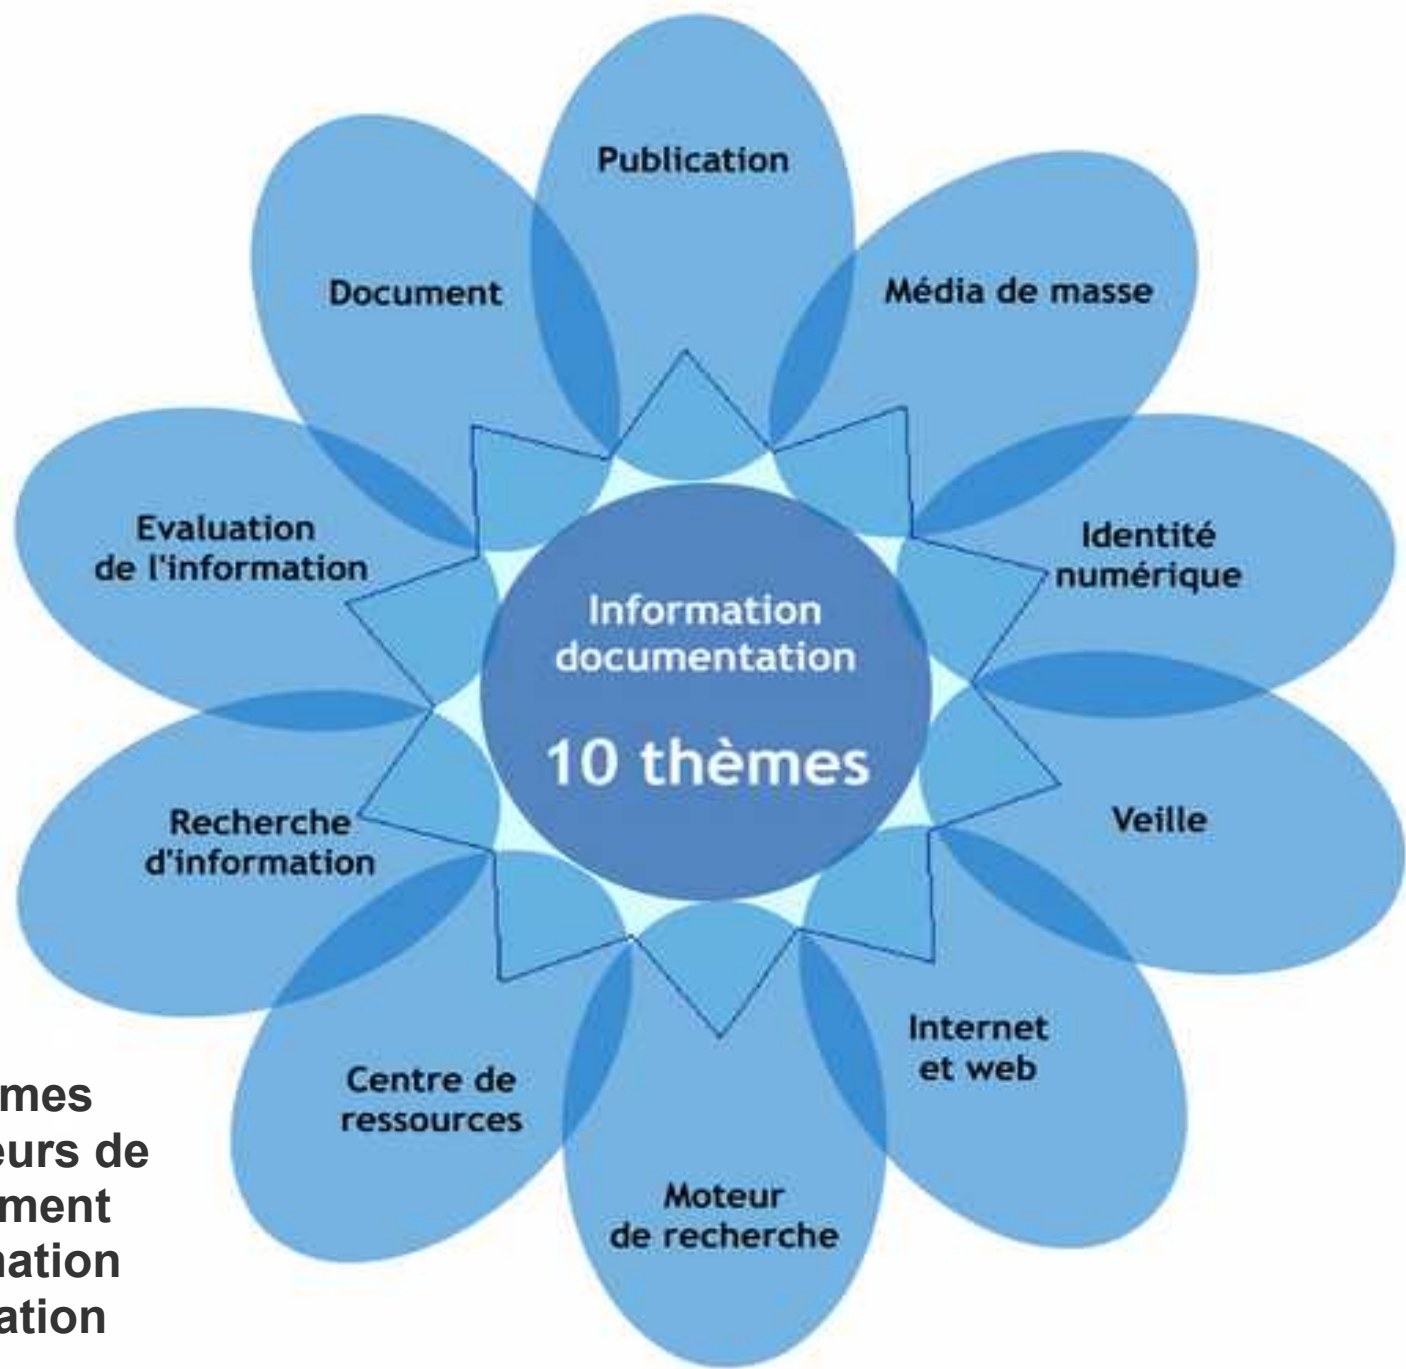 Publication
Document
Média de masse
Evaluation
de l'information
Identité
numérique
Information
documentation
10 thèmes
Recherche
d'information
Veille
Internet
et web
Centre de
ressources
Moteur
de recherche
mes
eurs de
ment
nation
ation